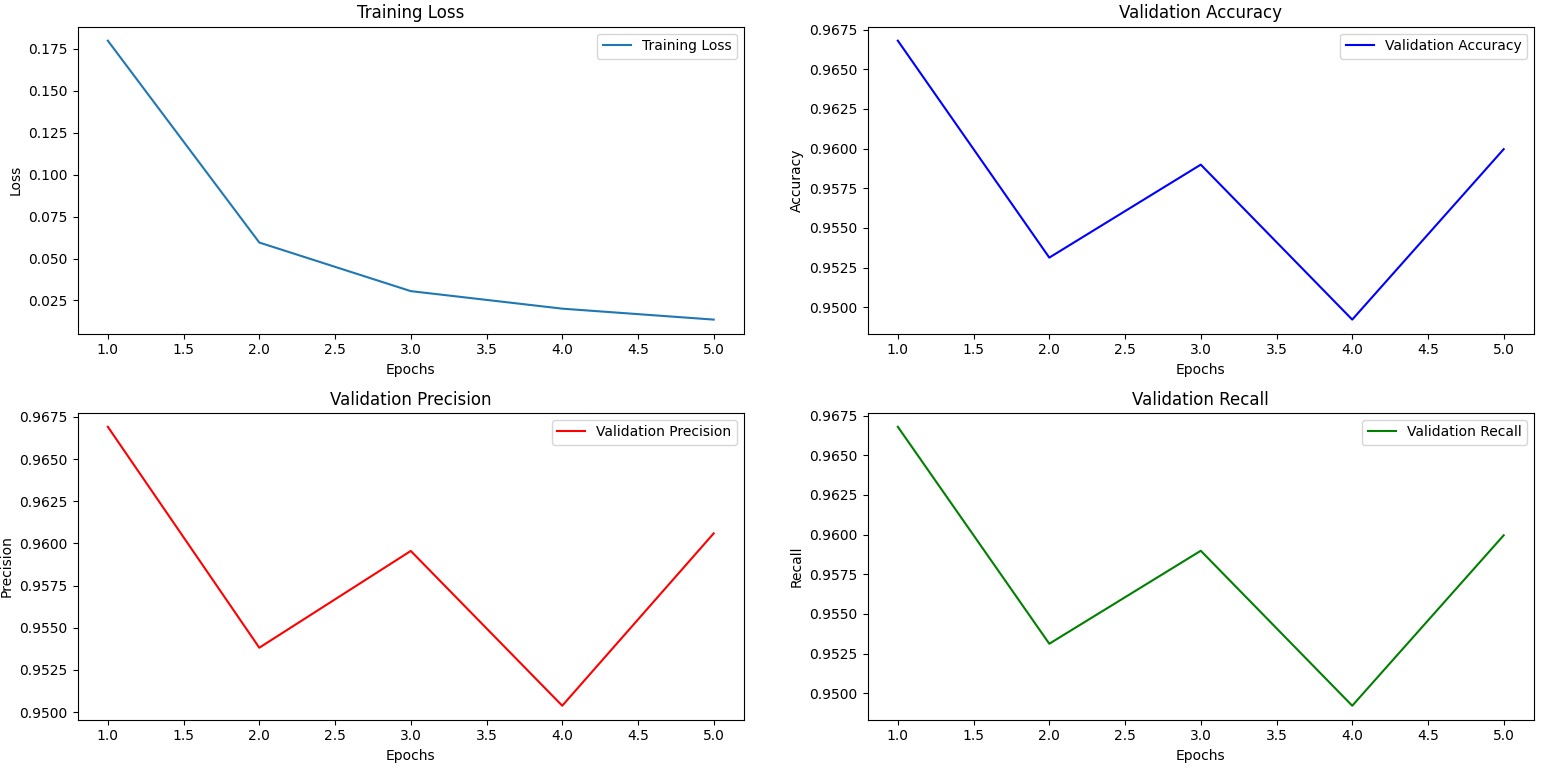 Training Loss
Training Loss
Loss
0.175
0.150
0.125
0.100
0.075
0.050
0.025
1.0 1.5 2.0 2.5 3.0 3.5 4.0 4.5 5.0
Epochs
Validation Accuracy
Validation Accuracy
Accuracy
0.9675
0.9650
0.9625
0.9600
0.9575
0.9550
0.9525
0.9500
1.0 1.5 2.0 2.5 3.0 3.5 4.0 4.5 5.0
Epochs
Validation Precision
Validation Precision
Precision
0.9675
0.9650
0.9625
0.9600
0.9575
0.9550
0.9525
0.9500
1.0 1.5 2.0 2.5 3.0 3.5 4.0 4.5 5.0
Epochs
Validation Recall
Validation Recall
Recall
0.9675
0.9650
0.9625
0.9600
0.9575
0.9550
0.9525
0.9500
1.0 1.5 2.0 2.5 3.0 3.5 4.0 4.5 5.0
Epochs